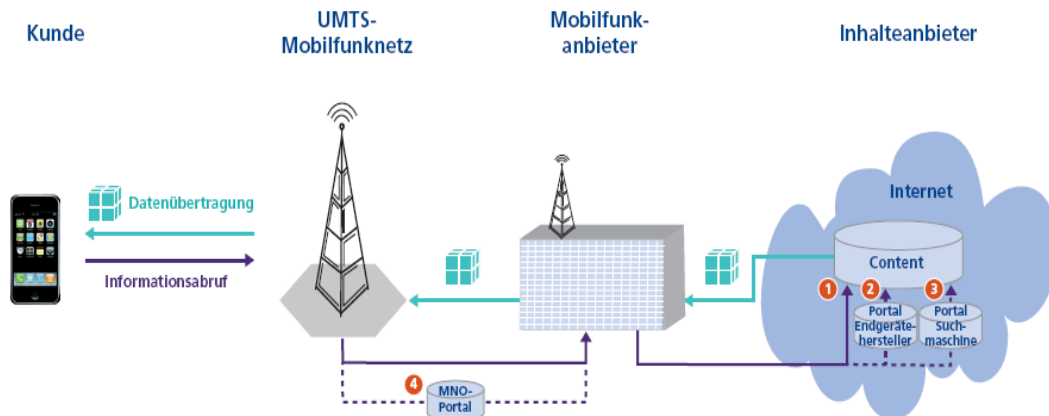 Kunde
UMTS-
Mobilfunknetz
Mobilfunk-
anbieter
Inhalteanbieter
Internet
Datenübertragung
Informationsabruf
Content
1
2
3
Portal
Endgeräte-
hersteller
Portal
Such-
maschine
4
MNO-
Portal